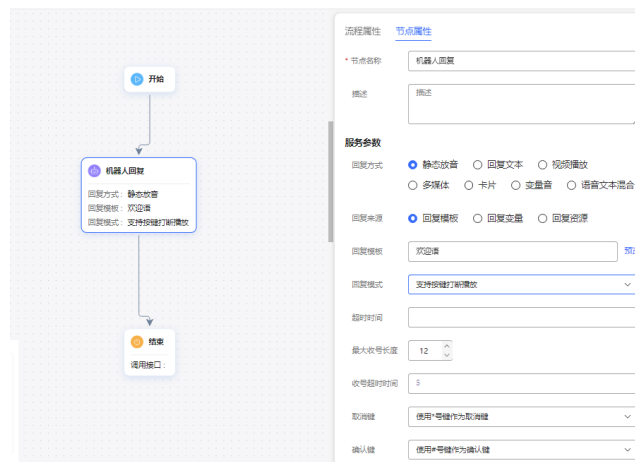 开始
机器人回复
回复方式：静态放音
回复模板：欢迎语
回复模式：支持按键打断播放
结束
调用接口：
流程属性 节点属性
* 节点名称 机器人回复
描述 描述
服务参数
回复方式 静态放音 回复文本 视频播放
多媒体 卡片 变量音 语音文本混合
回复来源 回复模板 回复变量 回复资源
回复模板 欢迎语
回复模式 支持按键打断播放
超时时间
最大收号长度 12
收号超时时间 5
取消键 使用*号键作为取消键
确认键 使用#号键作为确认键